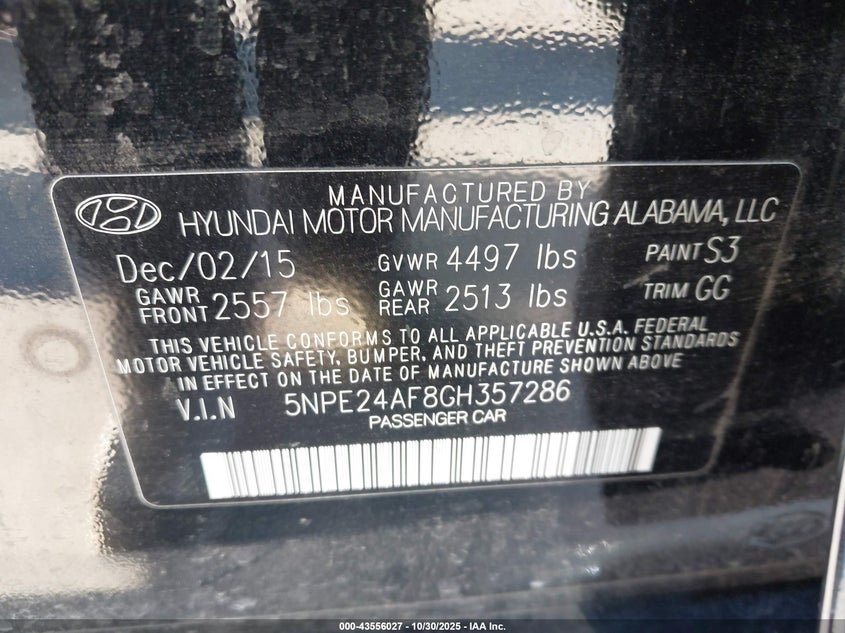 MANUFACTURED BY
HYUNDAI MOTOR MANUFACTURING ALABAMA, LLC
Dec/02/15 GVWR 4497 lbs PAINT S3
GAWR FRONT 2557 lbs GAWR REAR 2513 lbs TRIM GG
THIS VEHICLE CONFORMS TO ALL APPLICABLE U.S.A. FEDERAL
MOTOR VEHICLE SAFETY, BUMPER, AND THEFT PREVENTION STANDARDS
IN EFFECT ON THE DATE OF MANUFACTURE SHOWN ABOVE
V.I.N 5NPE24AF8GH357286
PASSENGER CAR
000-43556027 - 10/30/2025 - IAA Inc.